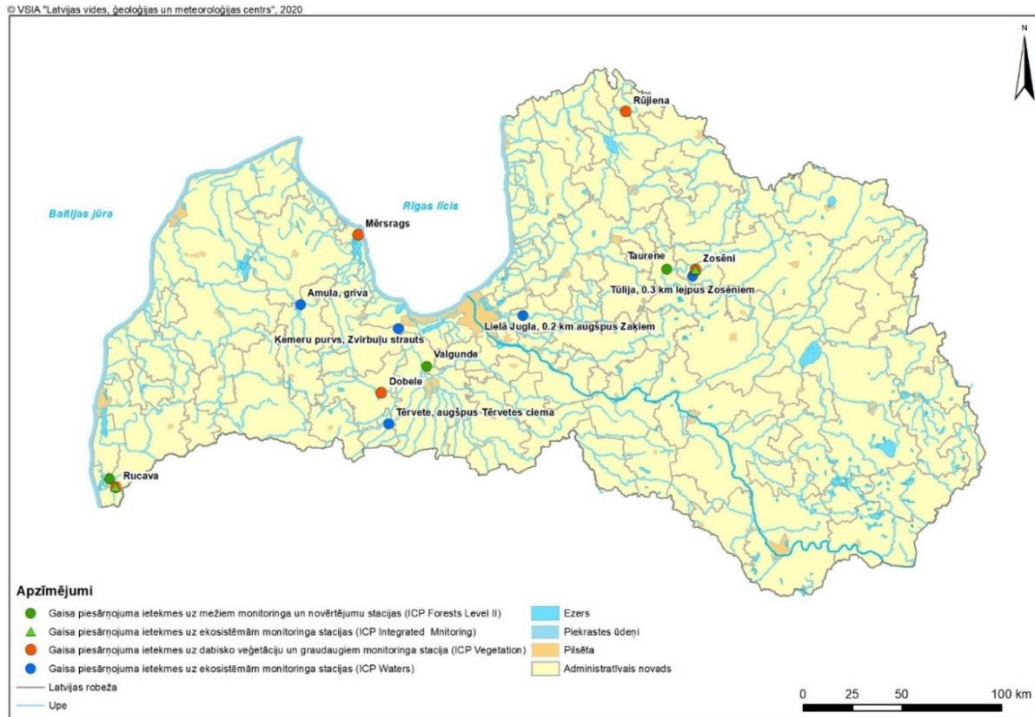 © VSIA "Latvijas vides, ģeoloģijas un meteoroloģijas centrs", 2020
N
Rūjiena
Baltijas jūra
Rīgas līcis
Mērsrags
Taurene
Zosēni
Tūlija, 0.3 km lejpus Zosēniem
Amula, grīva
Lielā Jugla, 0.2 km augšpus Zaķiem
Ķemeru purvs, Zvirbuļu strauts
Valgunde
Dobele
Tērvete, augšpus Tērvetes ciema
Rucava
Apzīmējumi
Gaisa piesārņojuma ietekmes uz mežiem monitoringa un novērtējumu stacijas (ICP Forests Level II)
Gaisa piesārņojuma ietekmes uz ekosistēmām monitoringa stacijas (ICP Integrated Mnitoring)
Gaisa piesārņojuma ietekmes uz dabisko veģetāciju un graudaugiem monitoringa stacija (ICP Vegetation)
Gaisa piesārņojuma ietekmes uz ekosistēmām monitoringa stacijas (ICP Waters)
Latvijas robeža
Upe
Ezers
Piekrastes ūdeņi
Pilsēta
Administratīvais novads
0 25 50 100 km